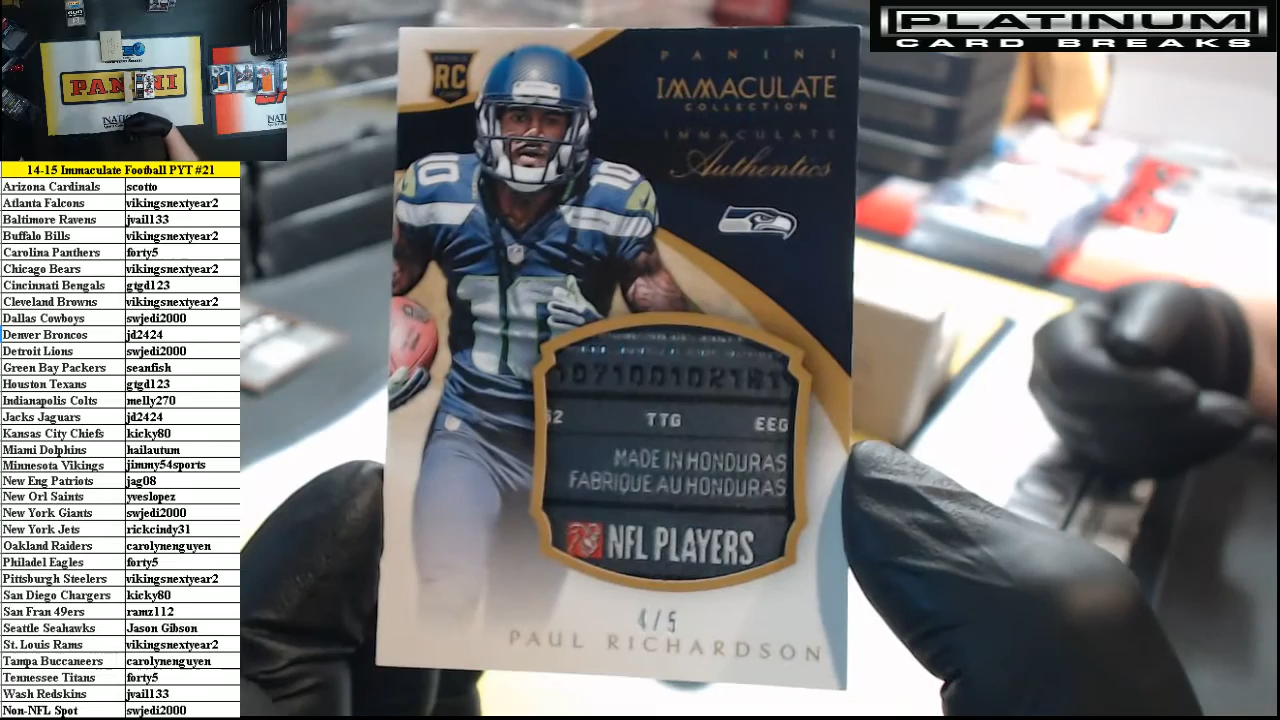 PLATINUM
CARD BREAKS
PANINI
14-15 Immaculate Football PYT #21
Arizona Cardinals scotto
Atlanta Falcons vikingsnextyear2
Baltimore Ravens jvail133
Buffalo Bills vikingsnextyear2
Carolina Panthers forty5
Chicago Bears vikingsnextyear2
Cincinnati Bengals gtgd123
Cleveland Browns vikingsnextyear2
Dallas Cowboys swjedi2000
Denver Broncos jd2424
Detroit Lions swjedi2000
Green Bay Packers seanfish
Houston Texans gtgd123
Indianapolis Colts melly270
Jacks Jaguars jd2424
Kansas City Chiefs kicky80
Miami Dolphins hailautum
Minnesota Vikings jimmy54sports
New Eng Patriots jag08
New Orl Saints yveslopez
New York Giants swjedi2000
New York Jets rickcindy31
Oakland Raiders carolynenguyen
Philadel Eagles forty5
Pittsburgh Steelers vikingsnextyear2
San Diego Chargers kicky80
San Fran 49ers ramz112
Seattle Seahawks Jason Gibson
St. Louis Rams vikingsnextyear2
Tampa Buccaneers carolynenguyen
Tennessee Titans forty5
Wash Redskins jvail133
Non-NFL Spot swjedi2000
RC
PANINI
IMMACULATE
COLLECTION
IMMACULATE
Authentics
10 10
10
TTG EEG
MADE IN HONDURAS
FABRIQUE AU HONDURAS
NFL PLAYERS
4/5
PAUL RICHARDSON